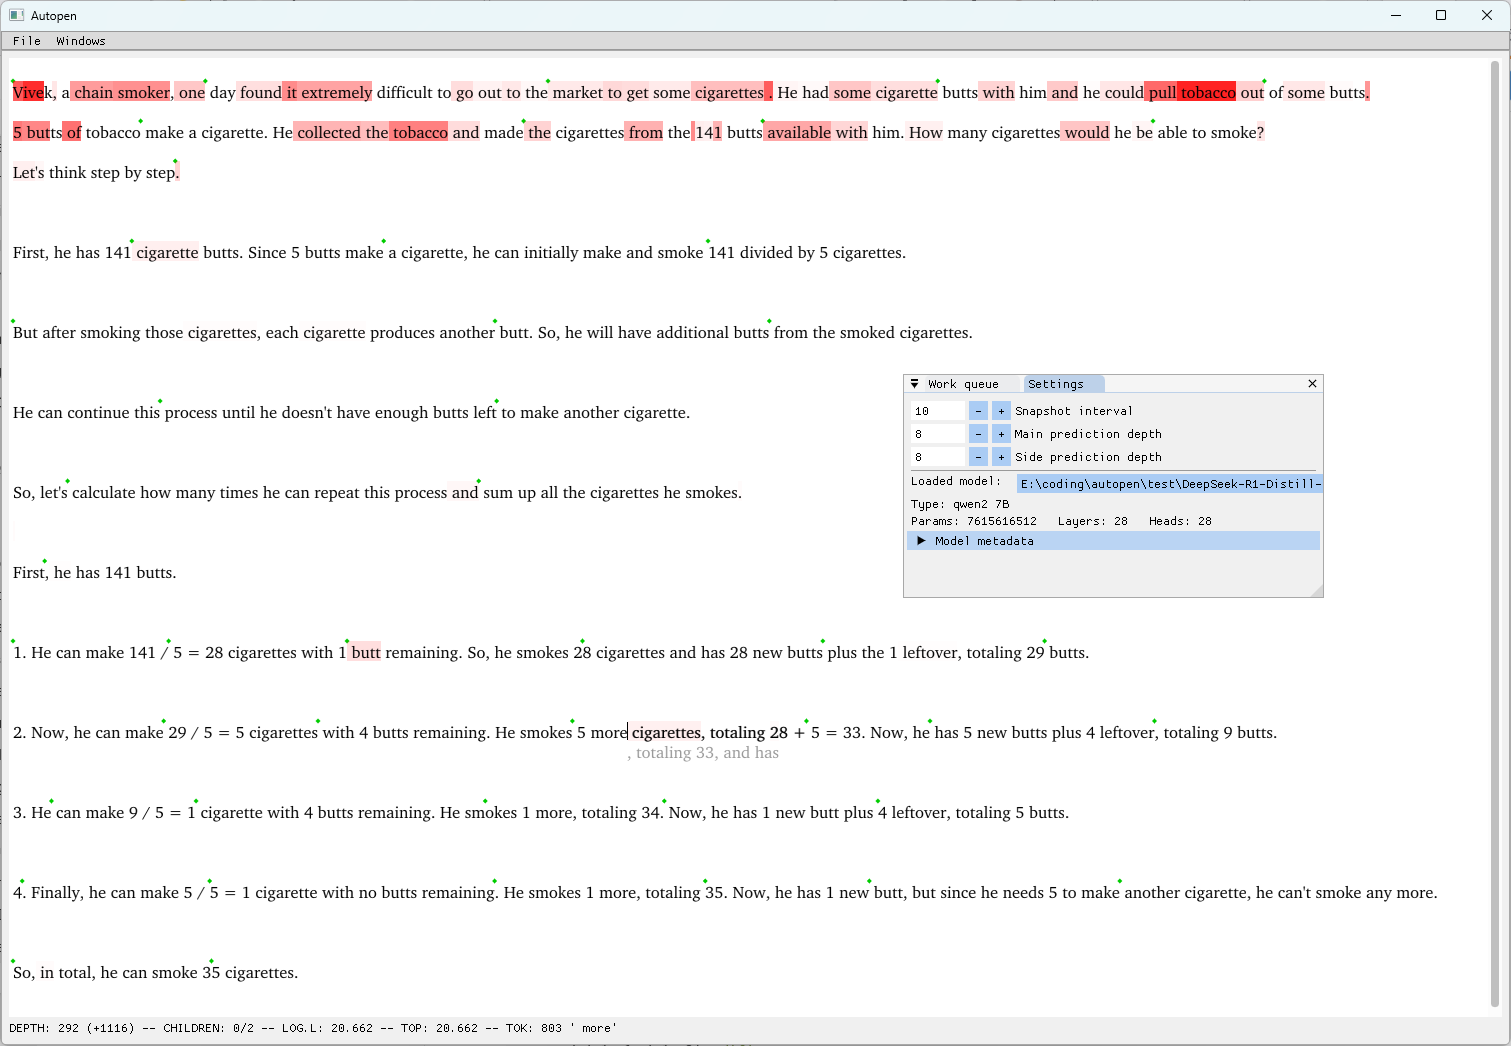 Autopen
File Windows
Vivek, a chain smoker, one day found it extremely difficult to go out to the market to get some cigarettes . He had some cigarette butts with him and he could pull tobacco out of some butts.
5 butts of tobacco make a cigarette. He collected the tobacco and made the cigarettes from the 141 butts available with him. How many cigarettes would he be able to smoke?
Let's think step by step.
First, he has 141 cigarette butts. Since 5 butts make a cigarette, he can initially make and smoke 141 divided by 5 cigarettes.
But after smoking those cigarettes, each cigarette produces another butt. So, he will have additional butts from the smoked cigarettes.
He can continue this process until he doesn't have enough butts left to make another cigarette.
So, let's calculate how many times he can repeat this process and sum up all the cigarettes he smokes.
First, he has 141 butts.
1. He can make 141 / 5 = 28 cigarettes with 1 butt remaining. So, he smokes 28 cigarettes and has 28 new butts plus the 1 leftover, totaling 29 butts.
2. Now, he can make 29 / 5 = 5 cigarettes with 4 butts remaining. He smokes 5 more cigarettes, totaling 28 + 5 = 33. Now, he has 5 new butts plus 4 leftover, totaling 9 butts.
, totaling 33, and has
3. He can make 9 / 5 = 1 cigarette with 4 butts remaining. He smokes 1 more, totaling 34. Now, he has 1 new butt plus 4 leftover, totaling 5 butts.
4. Finally, he can make 5 / 5 = 1 cigarette with no butts remaining. He smokes 1 more, totaling 35. Now, he has 1 new butt, but since he needs 5 to make another cigarette, he can't smoke any more.
So, in total, he can smoke 35 cigarettes.
Work queue Settings
10 - + Snapshot interval
8 - + Main prediction depth
8 - + Side prediction depth
Loaded model: E:\coding\autopen\test\DeepSeek-R1-Distill-
Type: qwen2 7B
Params: 7615616512 Layers: 28 Heads: 28
Model metadata
DEPTH: 292 (+1116) -- CHILDREN: 0/2 -- LOG.L: 20.662 -- TOP: 20.662 -- TOK: 803 ' more'